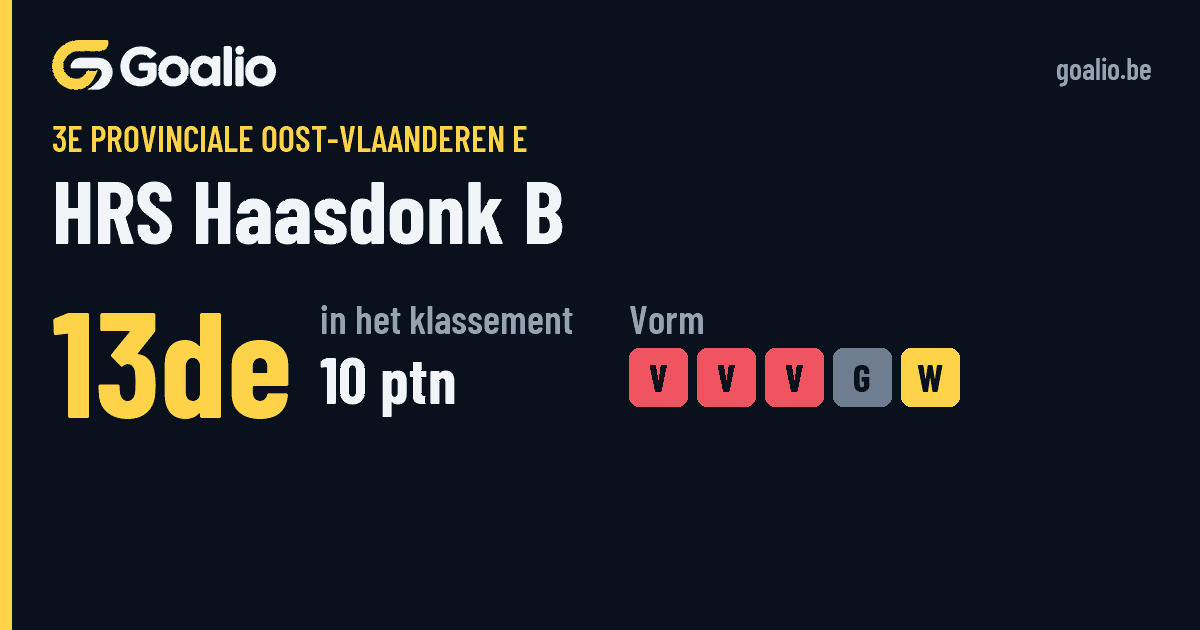 Goalio
goalio.be
3E PROVINCIALE OOST-VLAANDEREN E
HRS Haasdonk B
13de
in het klassement
10 ptn
Vorm
V V V G W